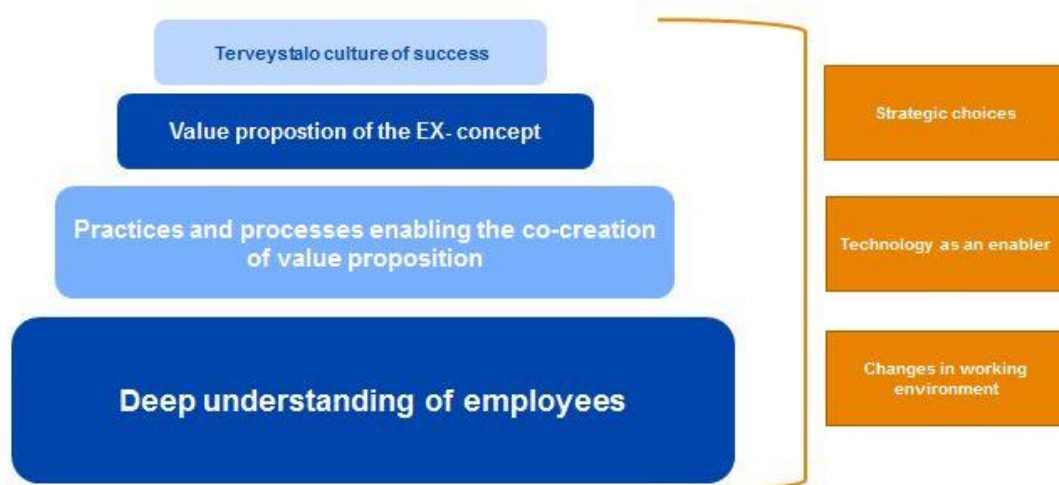 Terveystalo culture of success
Value propostion of the EX- concept
Practices and processes enabling the co-creation
of value proposition
Deep understanding of employees
Strategic choices
Technology as an enabler
Changes in working
environment